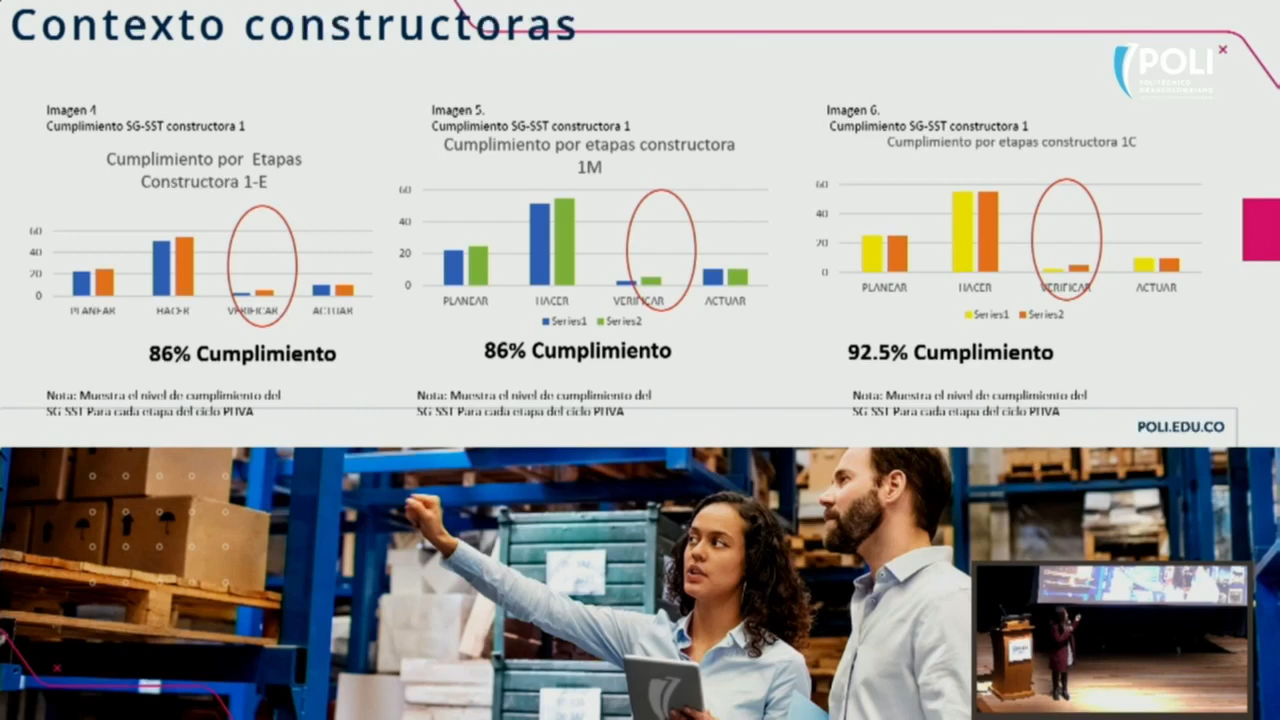 Contexto constructoras
POLI
POLITÉCNICO
GRANCOLOMBIANO
Imagen 4
Cumplimiento SG-SST constructora 1
Cumplimiento por Etapas
Constructora 1-E
60
40
20
0
PLANEAR HACER VERIFICAR ACTUAR
86% Cumplimiento
Nota: Muestra el nivel de cumplimiento del
SG SST Para cada etapa del ciclo PHVA
Imagen 5.
Cumplimiento SG-SST constructora 1
Cumplimiento por etapas constructora
1M
60
40
20
0
PLANEAR HACER VERIFICAR ACTUAR
Series1 Series2
86% Cumplimiento
Nota: Muestra el nivel de cumplimiento del
SG SST Para cada etapa del ciclo PHVA
Imagen 6.
Cumplimiento SG-SST constructora 1
Cumplimiento por etapas constructora 1C
60
40
20
0
PLANEAR HACER VERIFICAR ACTUAR
Series1 Series2
92.5% Cumplimiento
Nota: Muestra el nivel de cumplimiento del
SG SST Para cada etapa del ciclo PHVA
POLI.EDU.CO